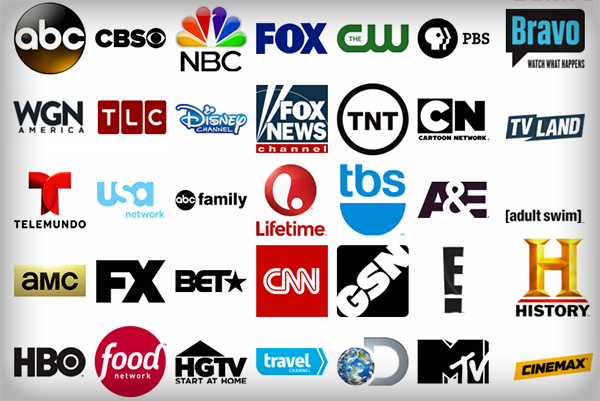 abc
CBS
NBC
FOX
THE CW
PBS
Bravo
WATCH WHAT HAPPENS
WGN
AMERICA
TLC
Disney
CHANNEL
FOX
NEWS
channel
TNT
CN
CARTOON NETWORK
TV LAND
T
TELEMUNDO
usa
network
abc family
Lifetime
tbs
A&E
[adult swim]
amc
FX
BET★
CNN
GSN
E!
H
HISTORY
HBO
food
network
HGTV
START AT HOME
travel
CHANNEL
D
MTV
CINEMAX